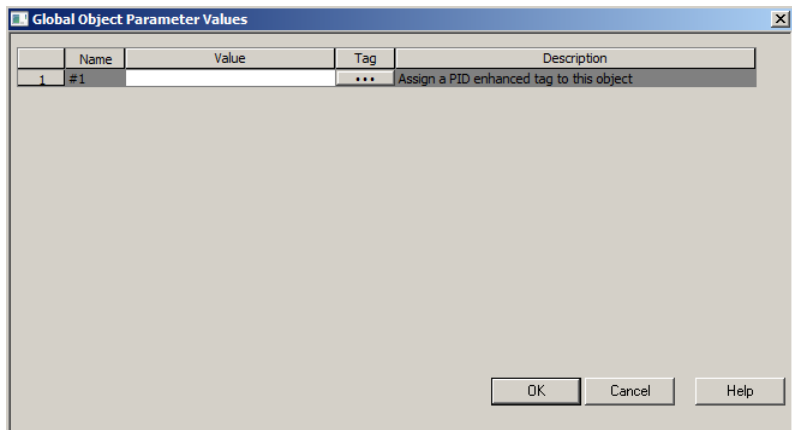 Global Object Parameter Values
Name Value Tag Description
1 #1 ... Assign a PID enhanced tag to this object
OK Cancel Help